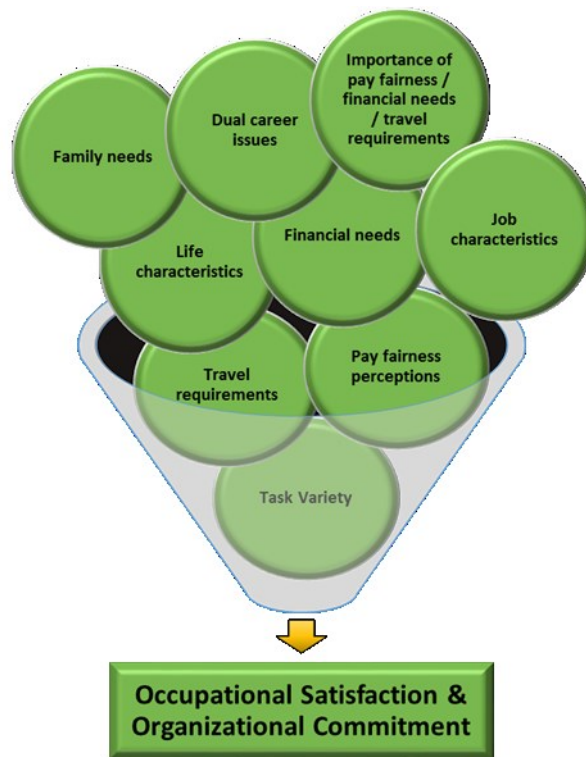 Importance of
pay fairness /
financial needs
/ travel
requirements
Dual career
issues
Family needs
Job
characteristics
Financial needs
Life
characteristics
Pay fairness
perceptions
Travel
requirements
Task Variety
Occupational Satisfaction &
Organizational Commitment